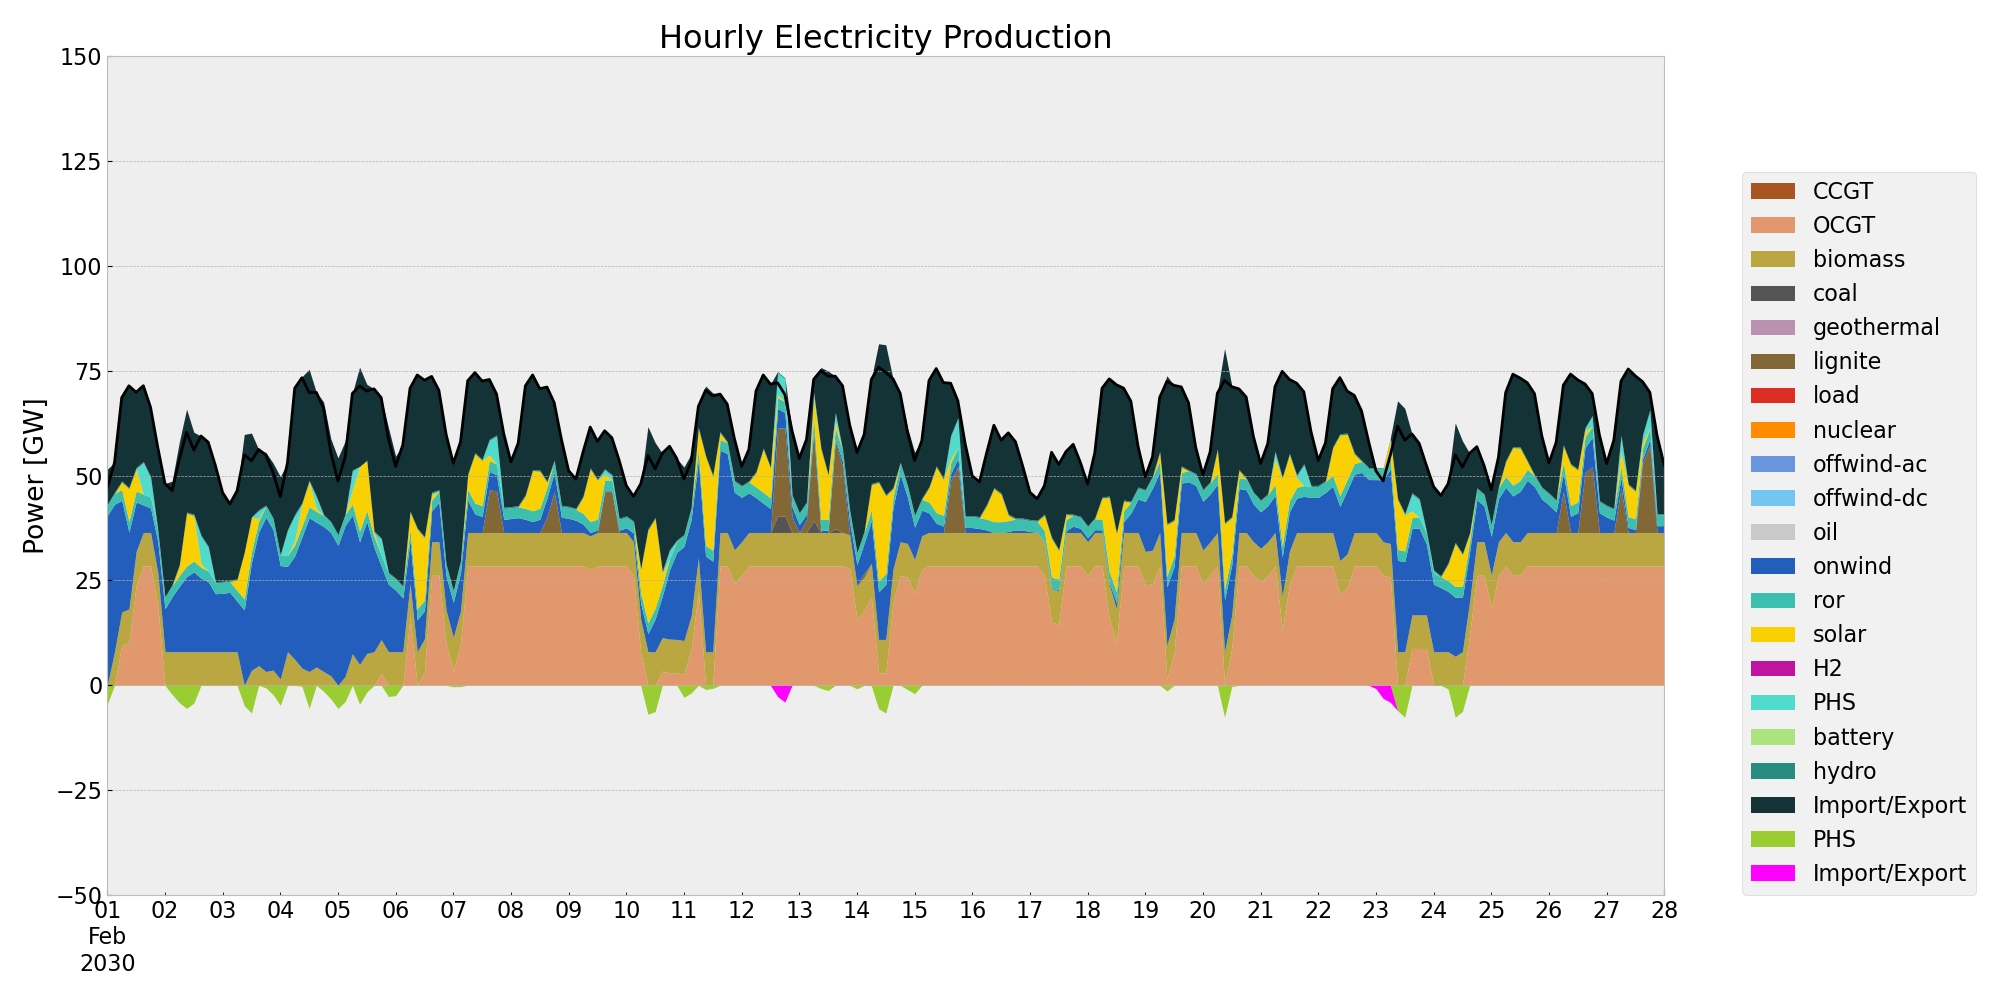 Hourly Electricity Production
Power [GW]
150
125
100
75
50
25
0
−25
−50
01 02 03 04 05 06 07 08 09 10 11 12 13 14 15 16 17 18 19 20 21 22 23 24 25 26 27 28
Feb
2030
CCGT
OCGT
biomass
coal
geothermal
lignite
load
nuclear
offwind-ac
offwind-dc
oil
onwind
ror
solar
H2
PHS
battery
hydro
Import/Export
PHS
Import/Export